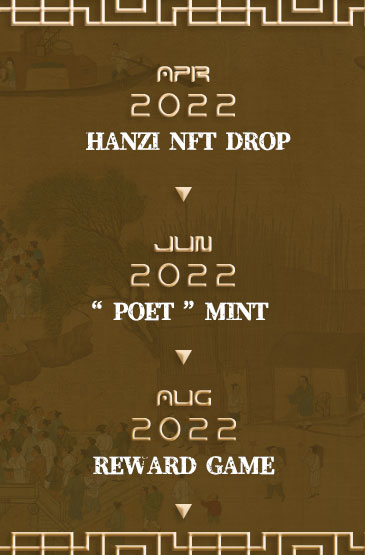 APR
2022
HANZI NFT DROP
JUN
2022
“ POET ” MINT
AUG
2022
REWARD GAME